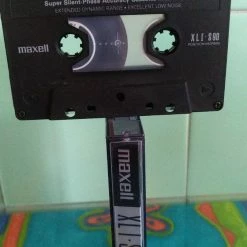 Super Silent-Phase Accuracy
EXTENDED DYNAMIC RANGE • EXCELLENT LOW NOISE
maxell
XLI-S90
maxell XLI-S